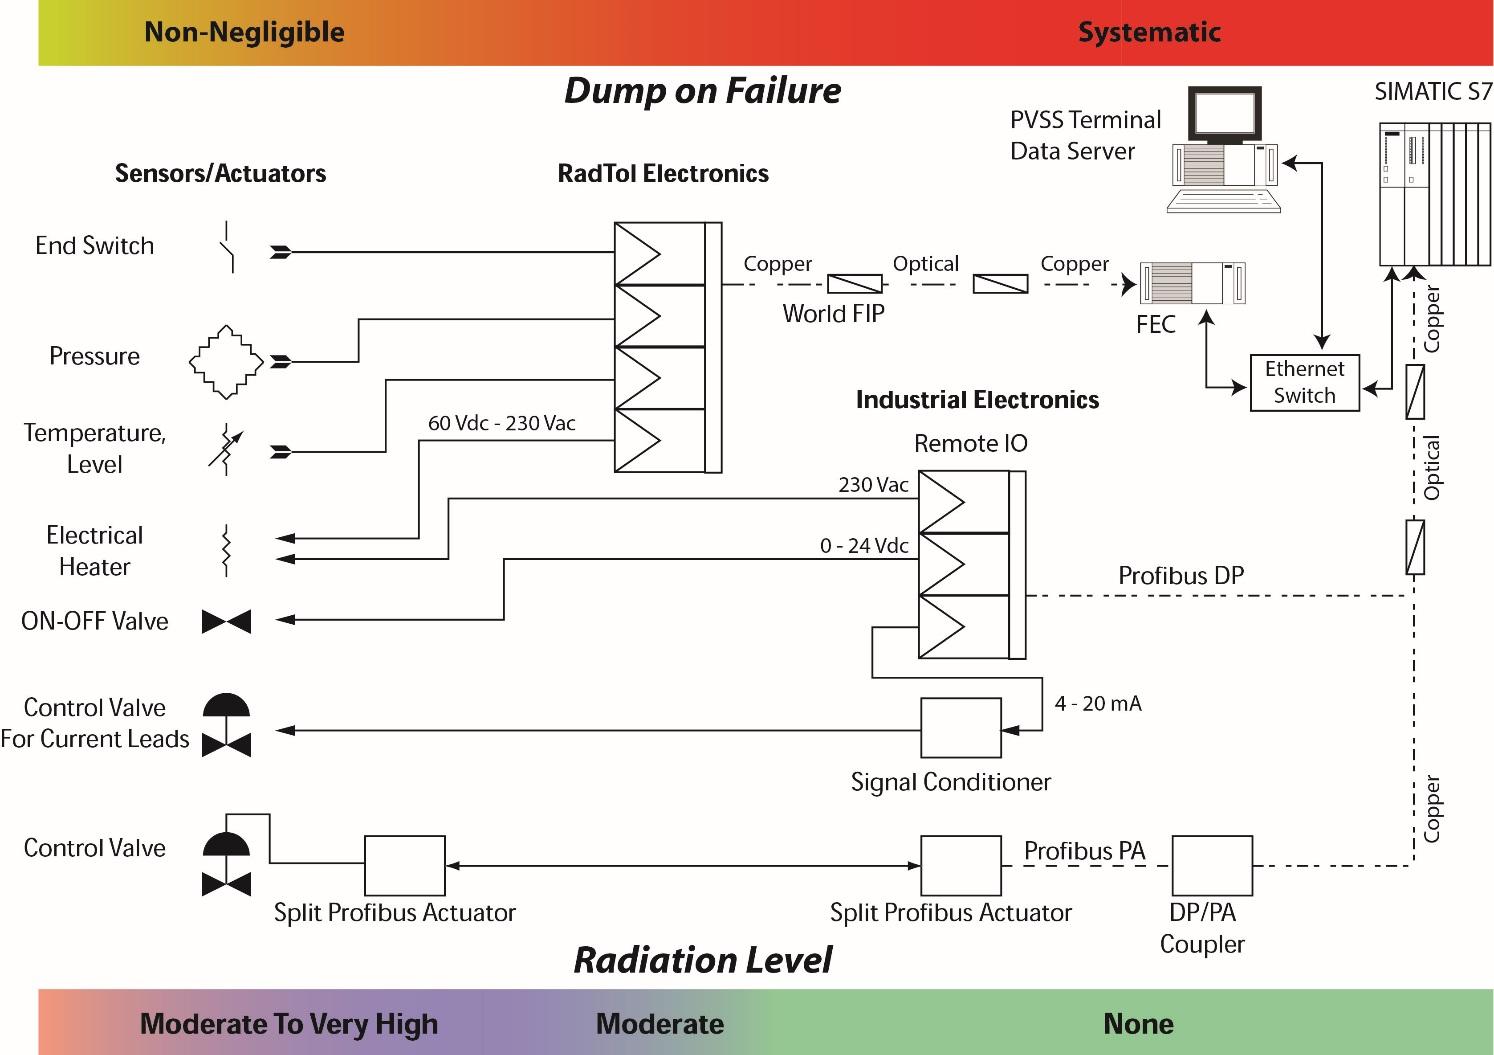 Non-Negligible
Systematic
Dump on Failure
SIMATIC S7
PVSS Terminal
Data Server
Sensors/Actuators
RadTol Electronics
End Switch
Copper
Optical
Copper
World FIP
FEC
Copper
Pressure
Ethernet
Switch
Industrial Electronics
60 Vdc - 230 Vac
Temperature,
Level
Remote IO
Optical
230 Vac
Electrical
Heater
0 - 24 Vdc
Profibus DP
ON-OFF Valve
Control Valve
For Current Leads
4 - 20 mA
Signal Conditioner
Copper
Control Valve
Profibus PA
Split Profibus Actuator
Split Profibus Actuator
DP/PA
Coupler
Radiation Level
Moderate To Very High
Moderate
None